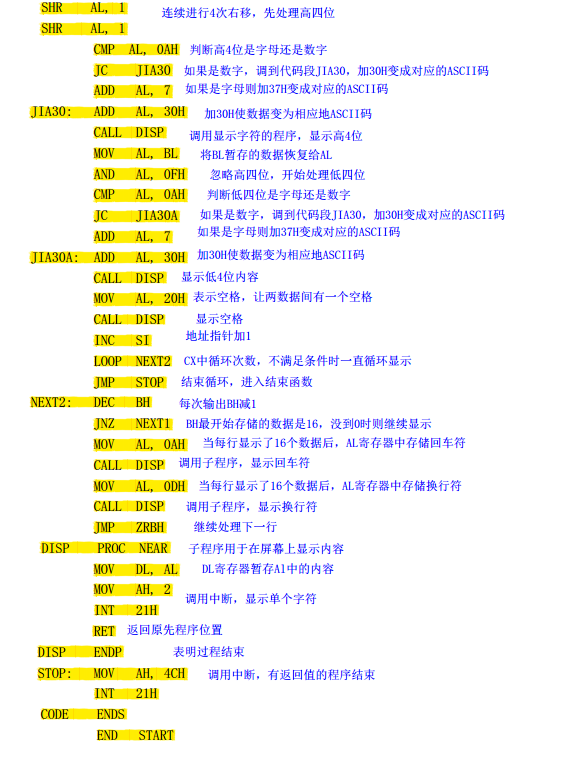 SHR AL, 1 连续进行4次右移，先处理高四位
SHR AL, 1
CMP AL, 0AH 判断高4位是字母还是数字
JC JIA30 如果是数字，调到代码段JIA30，加30H变成对应的ASCII码
ADD AL, 7 如果是字母则加37H变成对应的ASCII码
JIA30: ADD AL, 30H 加30H使数据变为相应地ASCII码
CALL DISP 调用显示字符的程序，显示高4位
MOV AL, BL 将BL暂存的数据恢复给AL
AND AL, 0FH 忽略高四位，开始处理低四位
CMP AL, 0AH 判断低四位是字母还是数字
JC JIA30A 如果是数字，调到代码段JIA30，加30H变成对应的ASCII码
ADD AL, 7 如果是字母则加37H变成对应的ASCII码
JIA30A: ADD AL, 30H 加30H使数据变为相应地ASCII码
CALL DISP 显示低4位内容
MOV AL, 20H 表示空格，让两数据间有一个空格
CALL DISP 显示空格
INC SI 地址指针加1
LOOP NEXT2 CX中循环次数，不满足条件时一直循环显示
JMP STOP 结束循环，进入结束函数
NEXT2: DEC BH 每次输出BH减1
JNZ NEXT1 BH最开始存储的数据是16，没到0时则继续显示
MOV AL, 0AH 当每行显示了16个数据后，AL寄存器中存储回车符
CALL DISP 调用子程序，显示回车符
MOV AL, 0DH 当每行显示了16个数据后，AL寄存器中存储换行符
CALL DISP 调用子程序，显示换行符
JMP ZRBH 继续处理下一行
DISP PROC NEAR 子程序用于在屏幕上显示内容
MOV DL, AL DL寄存器暂存Al中的内容
MOV AH, 2 调用中断，显示单个字符
INT 21H
RET 返回原先程序位置
DISP ENDP 表明过程结束
STOP: MOV AH, 4CH 调用中断，有返回值的程序结束
INT 21H
CODE ENDS
END START